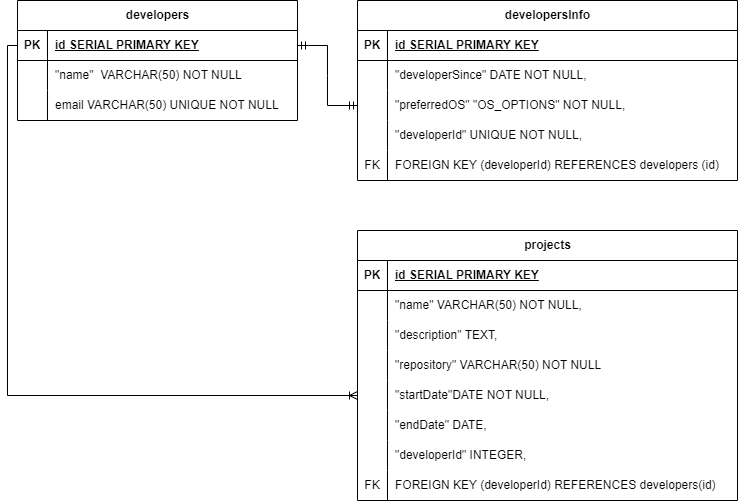 developers
PK id SERIAL PRIMARY KEY
"name" VARCHAR(50) NOT NULL
email VARCHAR(50) UNIQUE NOT NULL
developersInfo
PK id SERIAL PRIMARY KEY
"developerSince" DATE NOT NULL,
"preferredOS" "OS_OPTIONS" NOT NULL,
"developerId" UNIQUE NOT NULL,
FK FOREIGN KEY (developerId) REFERENCES developers (id)
projects
PK id SERIAL PRIMARY KEY
"name" VARCHAR(50) NOT NULL,
"description" TEXT,
"repository" VARCHAR(50) NOT NULL
"startDate"DATE NOT NULL,
"endDate" DATE,
"developerId" INTEGER,
FK FOREIGN KEY (developerId) REFERENCES developers(id)